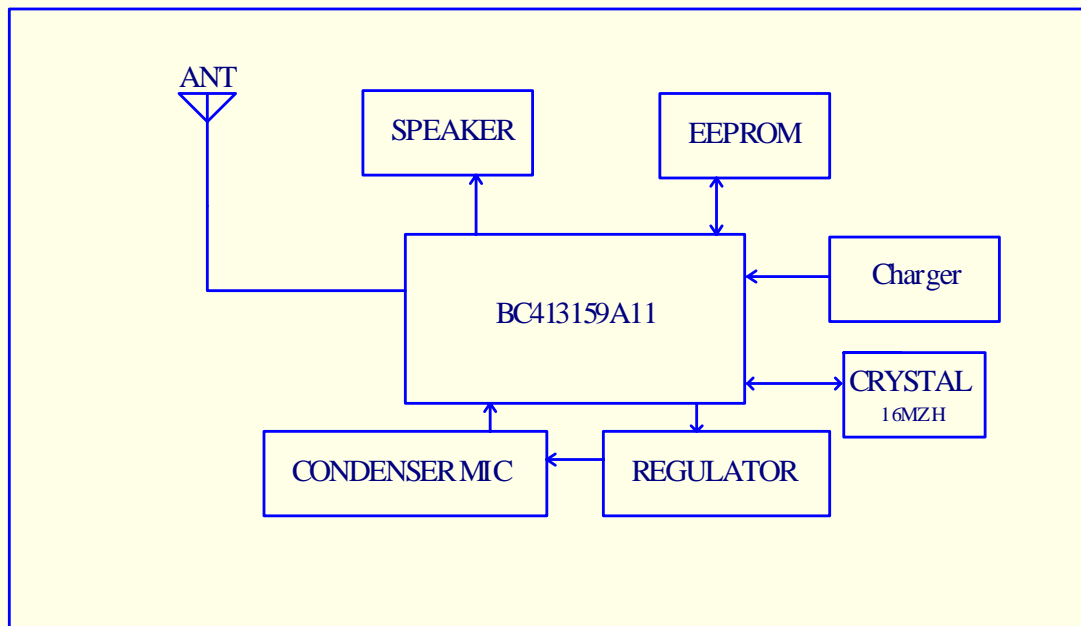 ANT
SPEAKER
EEPROM
Charger
BC413159A11
CRYSTAL
16MZH
CONDENSER MIC
REGULATOR